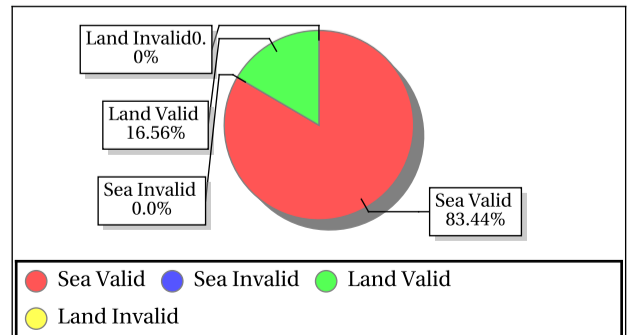 Land Invalid0.
0%
Land Valid
16.56%
Sea Invalid
0.0%
Sea Valid
83.44%
Sea Valid Sea Invalid Land Valid
Land Invalid